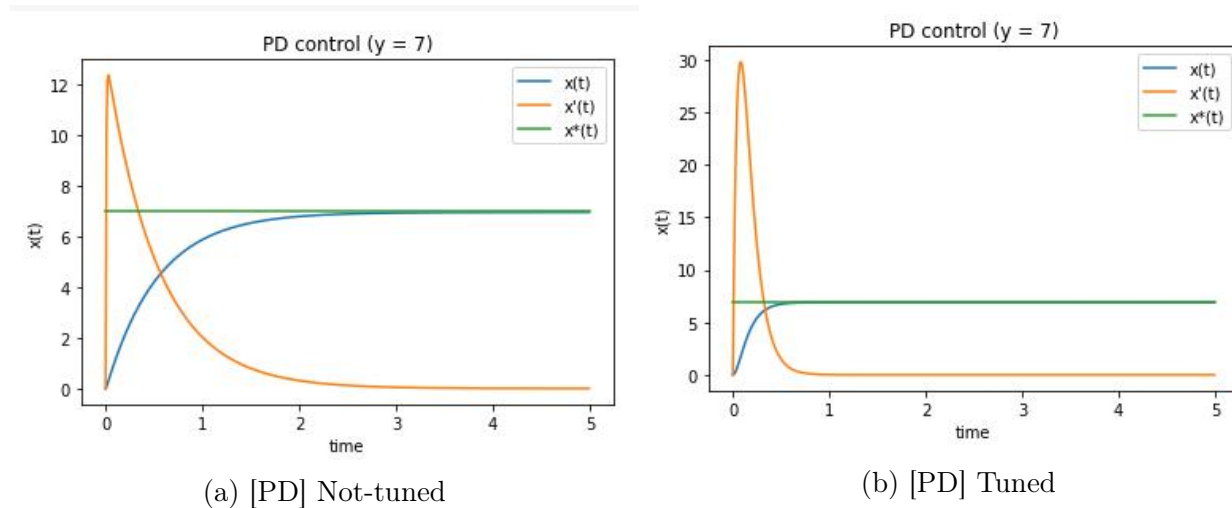 PD control (y = 7)
x(t)
x'(t)
x*(t)
12
10
8
6
4
2
0
x(t)
0 1 2 3 4 5
time
(a) [PD] Not-tuned
PD control (y = 7)
x(t)
x'(t)
x*(t)
30
25
20
15
10
5
0
x(t)
0 1 2 3 4 5
time
(b) [PD] Tuned